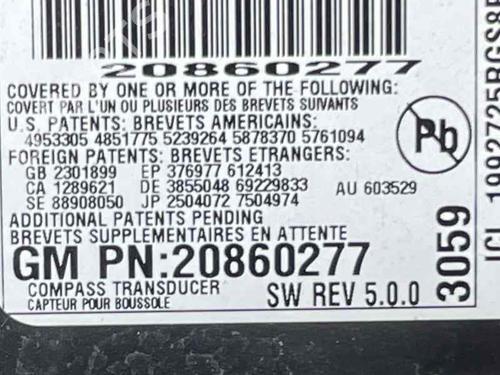 20860277
COVERED BY ONE OR MORE OF THE FOLLOWING:
COVERT PAR L'UN OU PLUSIEURS DES BREVETS SUIVANTS
U.S. PATENTS: BREVETS AMERICAINS:
4953305 4851775 5239264 5878370 5761094
FOREIGN PATENTS: BREVETS ETRANGERS:
GB 2301899 EP 376977 612413
CA 1289621 DE 3855048 69229833 AU 603529
SE 88908050 JP 2504072 7504974
ADDITIONAL PATENTS PENDING
BREVETS SUPPLEMENTAIRES EN ATTENTE
GM PN:20860277
COMPASS TRANSDUCER
CAPTEUR POUR BOUSSOLE
SW REV 5.0.0
Pb
3059